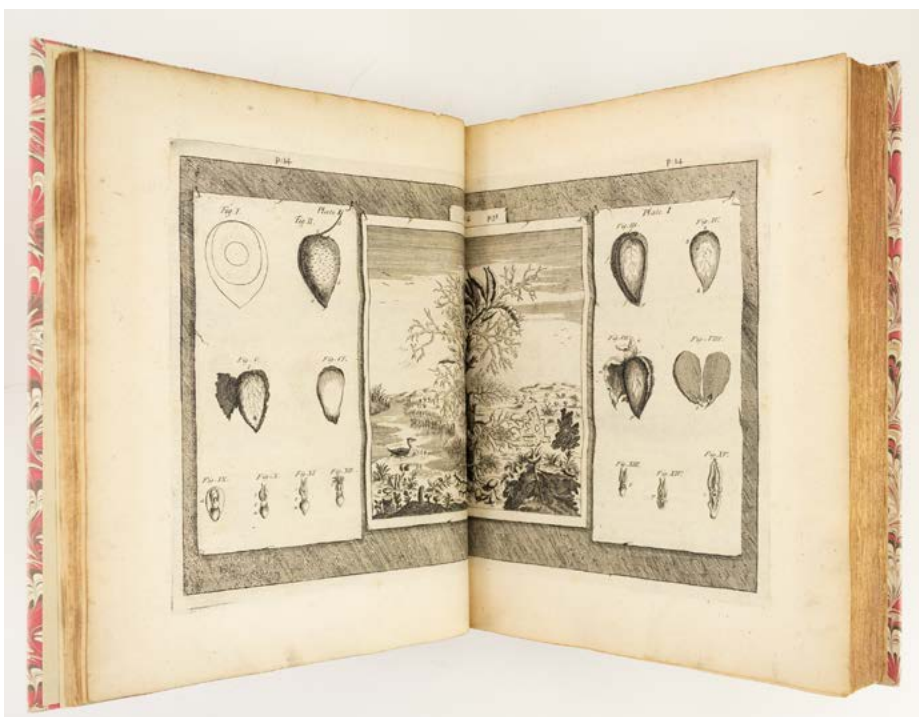 p: 14
Fig. I.
Plate I
Fig. II.
Fig. V.
Fig. VI.
Fig. IX.
Fig. X.
Fig. XI
Fig. XII
p: 14
Plate I
Fig. III.
Fig. IV.
Fig. VII.
Fig. VIII.
Fig. XIII.
Fig. XIV.
Fig. XV.